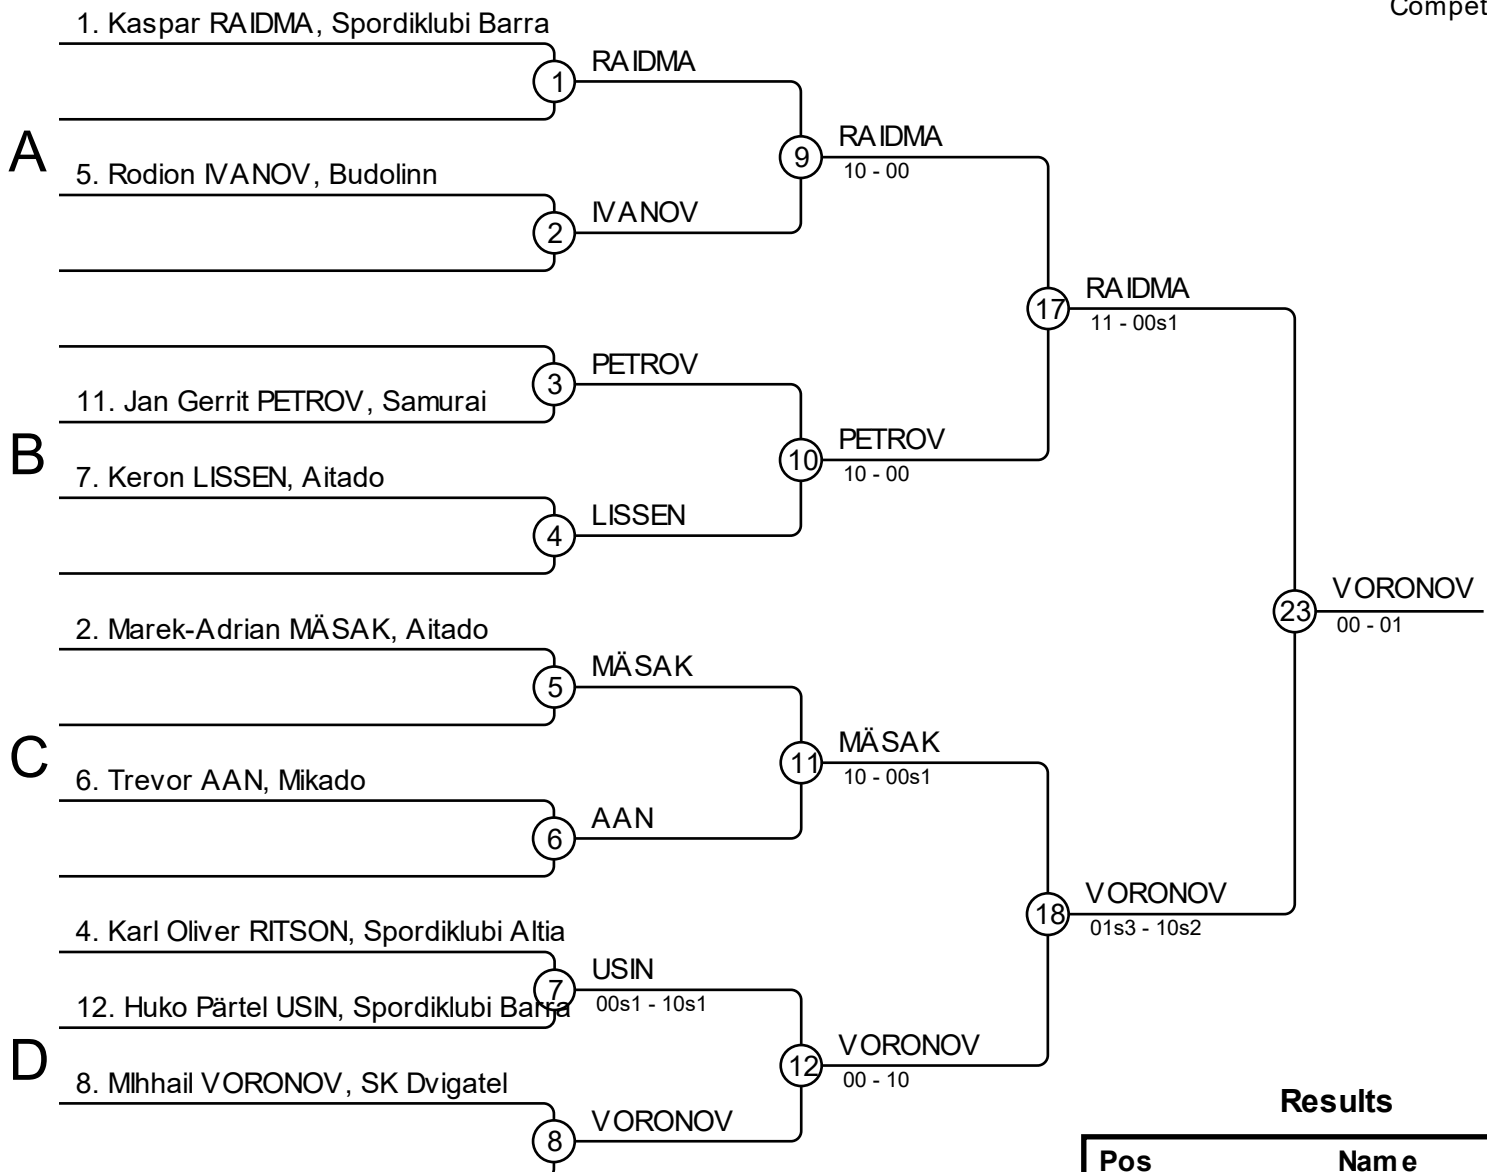 Compet
1. Kaspar RAIDMA, Spordiklubi Barra
1
RAIDMA
A
9
RAIDMA
10 - 00
5. Rodion IVANOV, Budolinn
2
IVANOV
17
RAIDMA
11 - 00s1
3
PETROV
11. Jan Gerrit PETROV, Samurai
B
10
PETROV
10 - 00
7. Keron LISSEN, Aitado
4
LISSEN
23
VORONOV
00 - 01
2. Marek-Adrian MÄSAK, Aitado
5
MÄSAK
C
11
MÄSAK
10 - 00s1
6. Trevor AAN, Mikado
6
AAN
18
VORONOV
01s3 - 10s2
4. Karl Oliver RITSON, Spordiklubi Altia
7
USIN
00s1 - 10s1
12. Huko Pärtel USIN, Spordiklubi Barra
D
12
VORONOV
00 - 10
8. MIhhail VORONOV, SK Dvigatel
8
VORONOV
Results
Pos Name